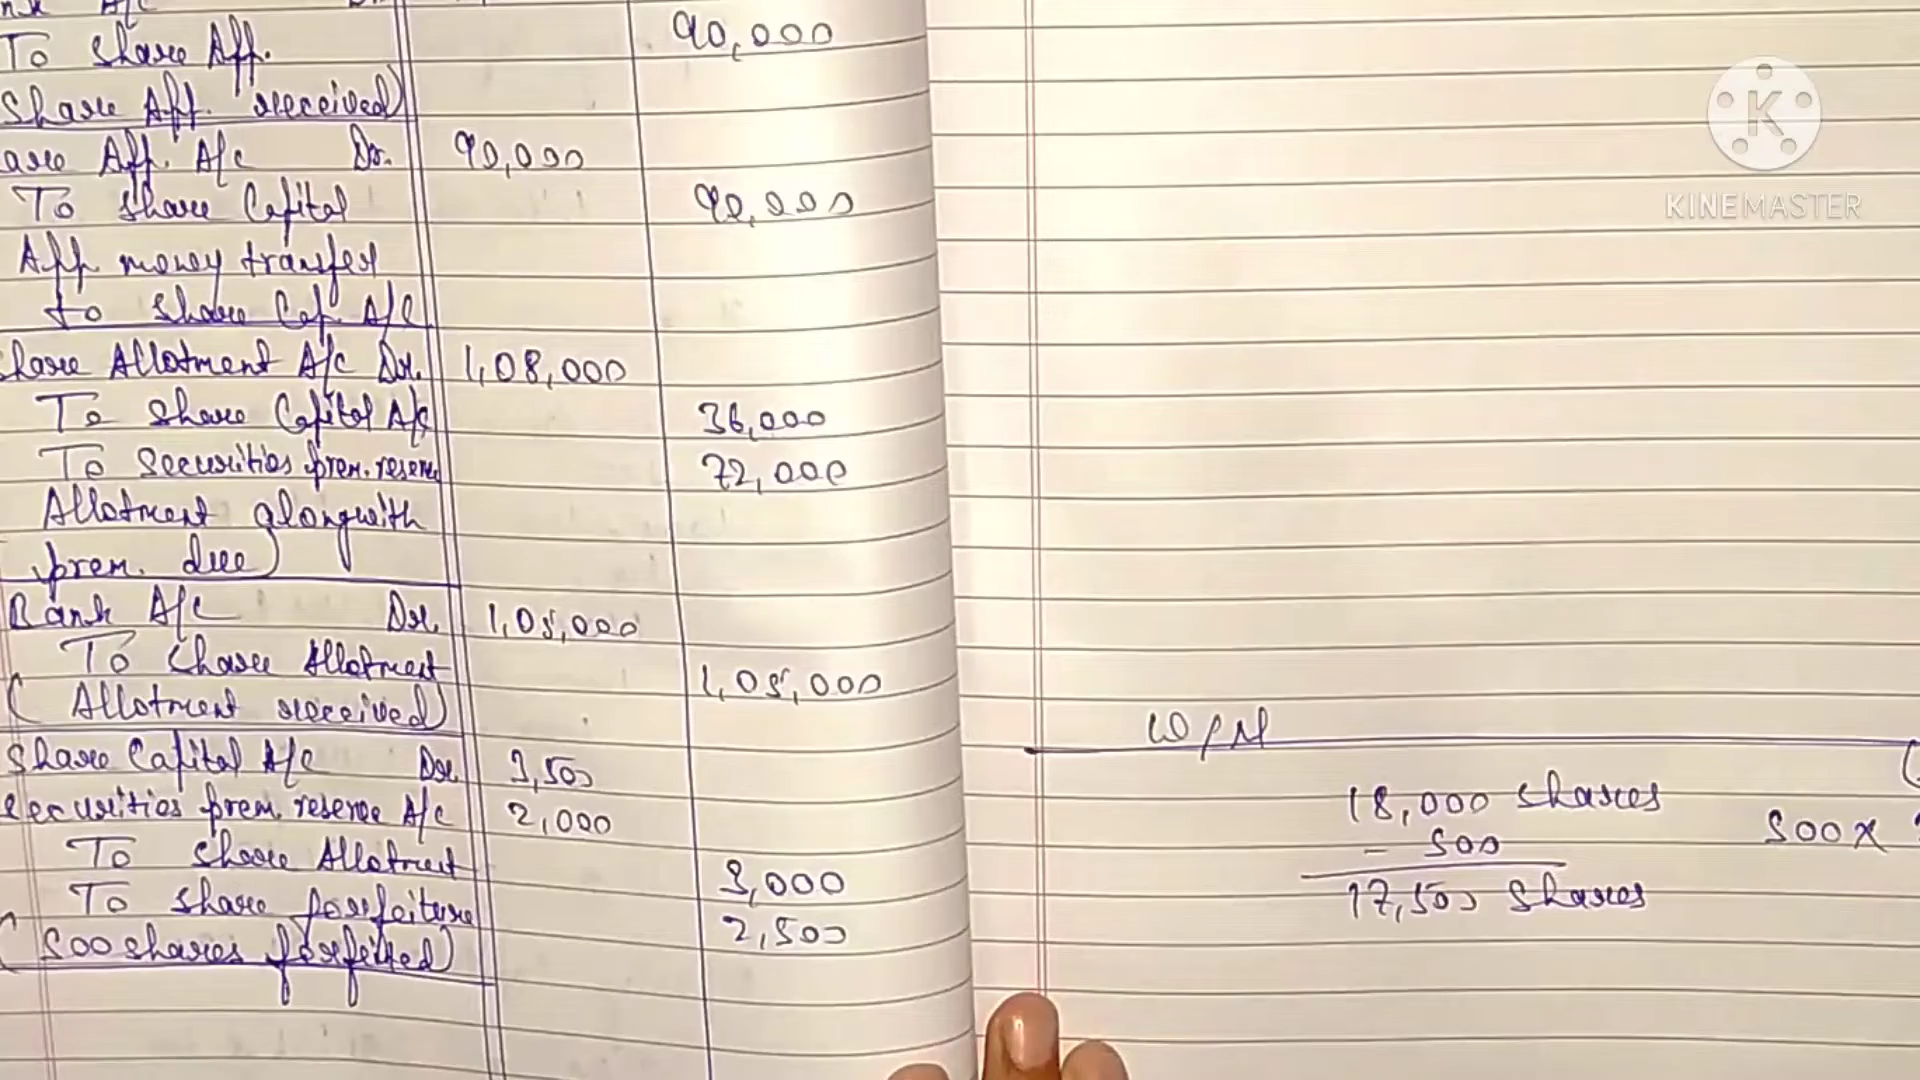 To share App. 90,000
Share App. received)
are App. A/c Dr. 90,000
To share Capital 90,000
App money transfer
to share Cap A/c
hare Allotment A/c Dr. 1,08,000
To share Capital A/c 36,000
To Securities prem. reserve 72,000
Allotment alongwith
prem. due)
Bank A/c Dr. 1,05,000
To share Allotment 1,05,000
( Allotment received)
Share Capital A/c Dr. 3,500
Securities prem. reserve A/c 2,000
To share Allotment 3,000
To share forfeiture 2,500
( 500 shares forfeited)
K
KINEMASTER
W/N
18,000 shares
- 500
17,500 shares
500 x